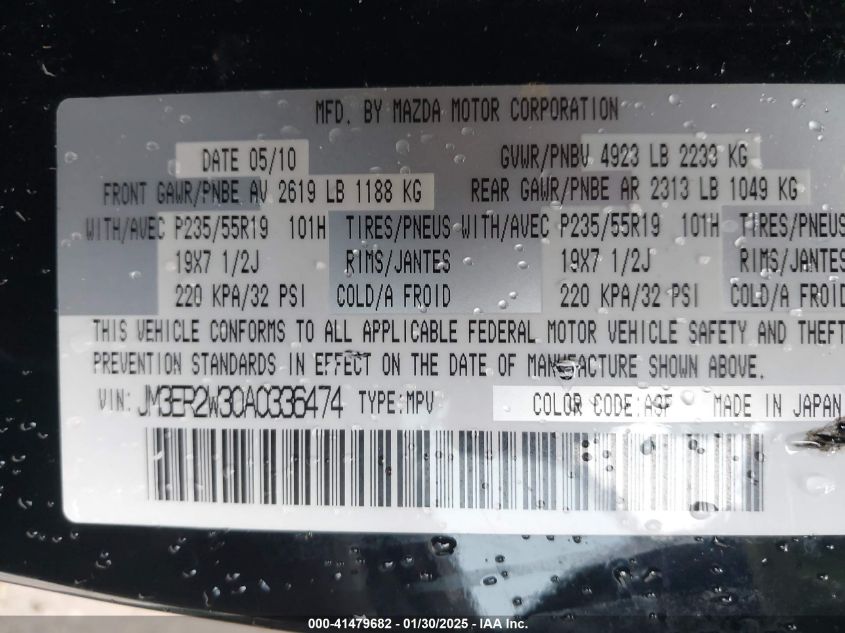 MFD. BY MAZDA MOTOR CORPORATION
DATE 05/10 GVWR/PNBV 4923 LB 2233 KG
FRONT GAWR/PNBE AV 2619 LB 1188 KG REAR GAWR/PNBE AR 2313 LB 1049 KG
WITH/AVEC P235/55R19 101H TIRES/PNEUS WITH/AVEC P235/55R19 101H TIRES/PNEUS
19X7 1/2J RIMS/JANTES 19X7 1/2J RIMS/JANTES
220 KPA/32 PSI COLD/A FROID 220 KPA/32 PSI COLD/A FROID
THIS VEHICLE CONFORMS TO ALL APPLICABLE FEDERAL MOTOR VEHICLE SAFETY AND THEFT
PREVENTION STANDARDS IN EFFECT ON THE DATE OF MANUFACTURE SHOWN ABOVE.
VIN: JM3ER2W30A0336474 TYPE:MPV COLOR CODE: A9F MADE IN JAPAN
000-41479682 - 01/30/2025 - IAA Inc.